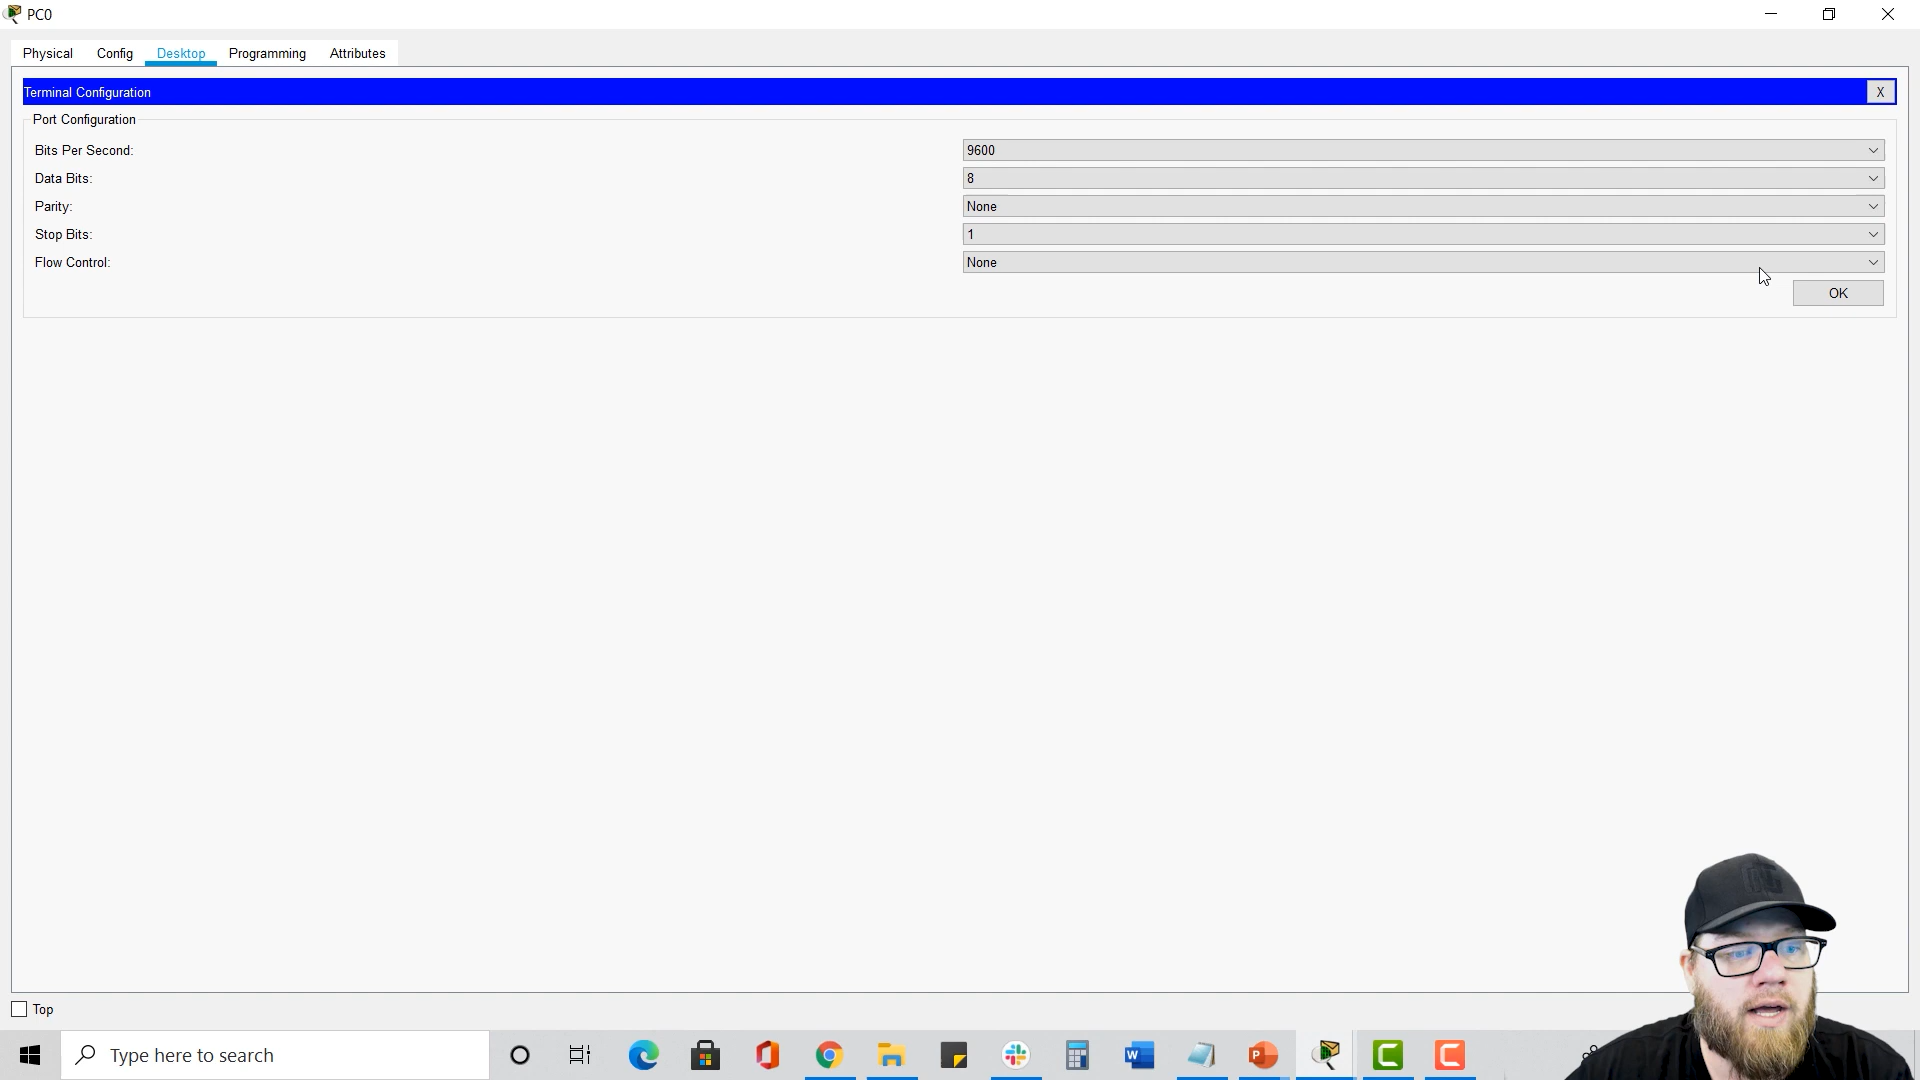 PC0
Physical Config Desktop Programming Attributes
Terminal Configuration X
Port Configuration
Bits Per Second: 9600
Data Bits: 8
Parity: None
Stop Bits: 1
Flow Control: None
OK
Top
Type here to search